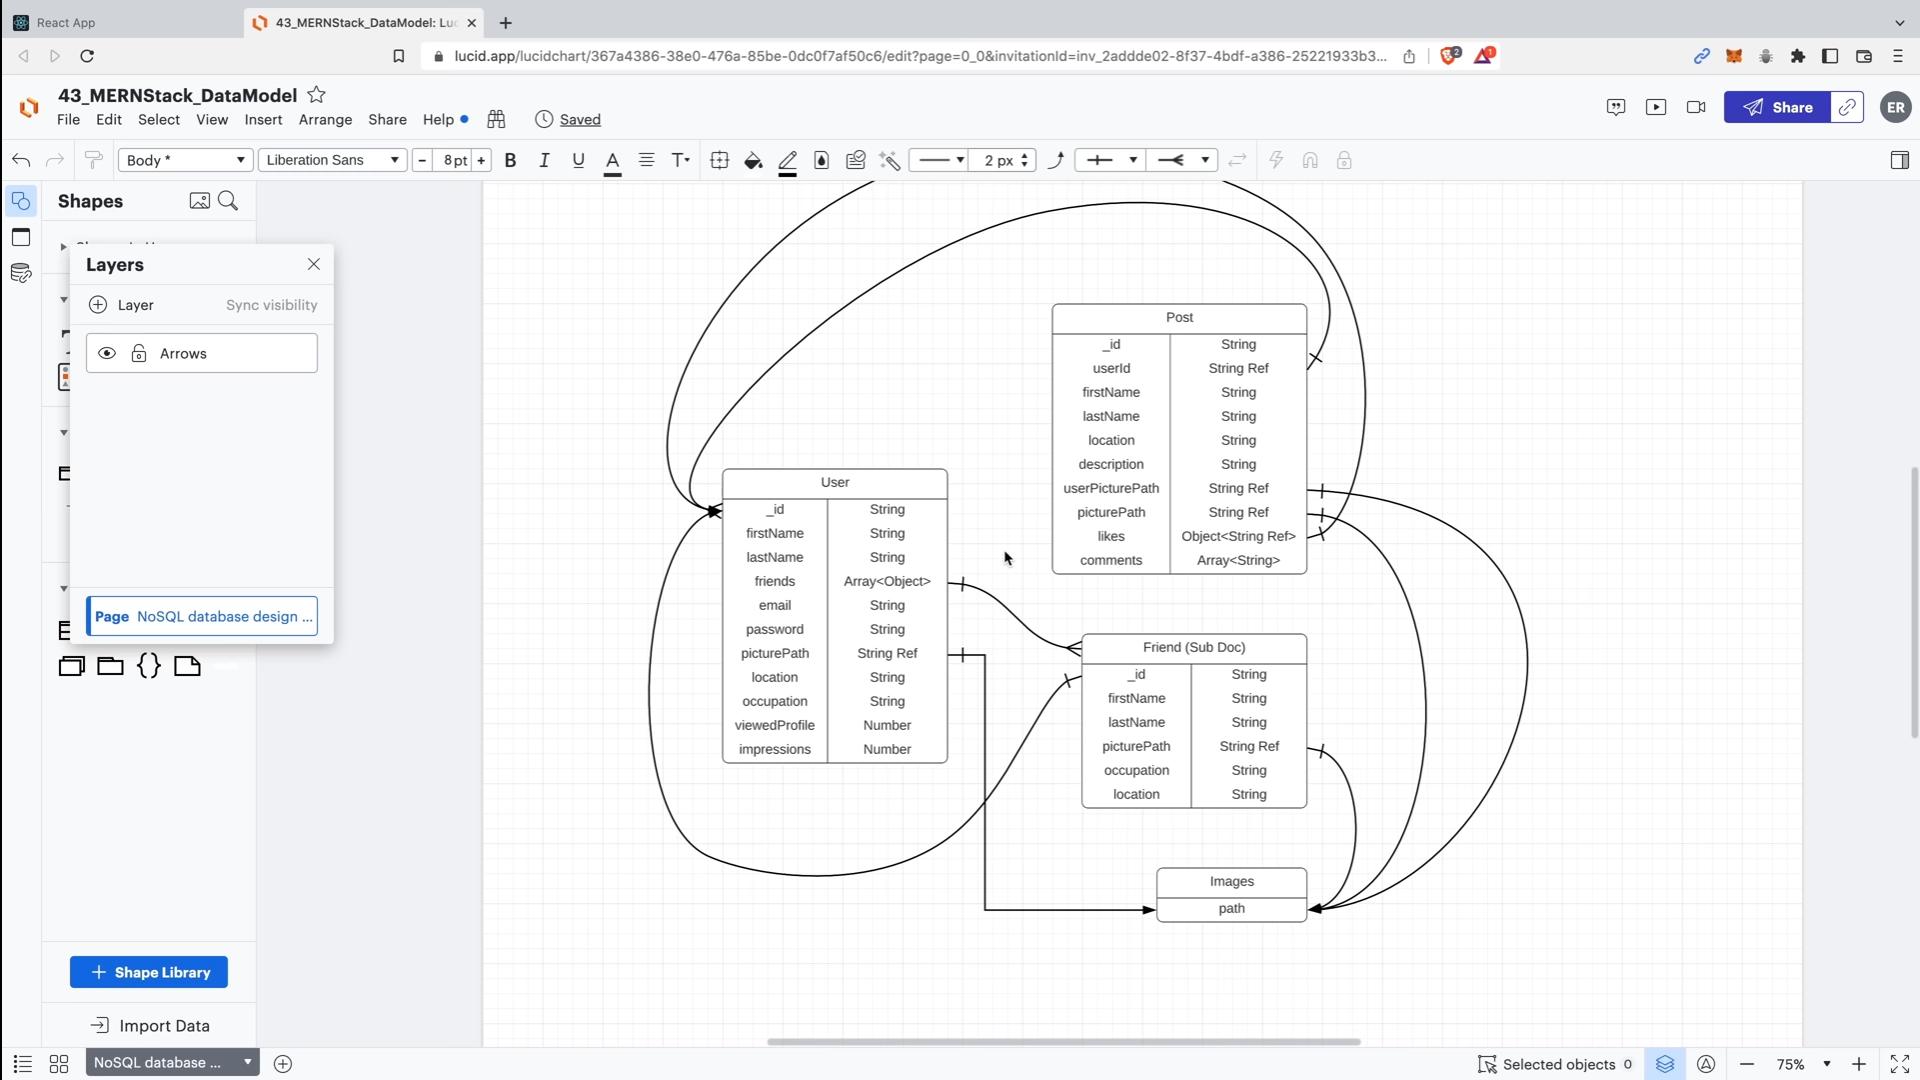 React App
43_MERNStack_DataModel: Luc
lucid.app/lucidchart/367a4386-38e0-476a-85be-0dc0f7af50c6/edit?page=0_0&invitationId=inv_2addde02-8f37-4bdf-a386-25221933b3...
2
1
43_MERNStack_DataModel
File Edit Select View Insert Arrange Share Help
Saved
Share
ER
Body *
Liberation Sans
- 8 pt +
B I U A T
2 px
Shapes
Layers
Layer
Sync visibility
Arrows
Page NoSQL database design ...
+ Shape Library
Import Data
Post
_id String
userId String Ref
firstName String
lastName String
location String
description String
userPicturePath String Ref
picturePath String Ref
likes Object<String Ref>
comments Array<String>
User
_id String
firstName String
lastName String
friends Array<Object>
email String
password String
picturePath String Ref
location String
occupation String
viewedProfile Number
impressions Number
Friend (Sub Doc)
_id String
firstName String
lastName String
picturePath String Ref
occupation String
location String
Images
path
NoSQL database ...
Selected objects 0
75%